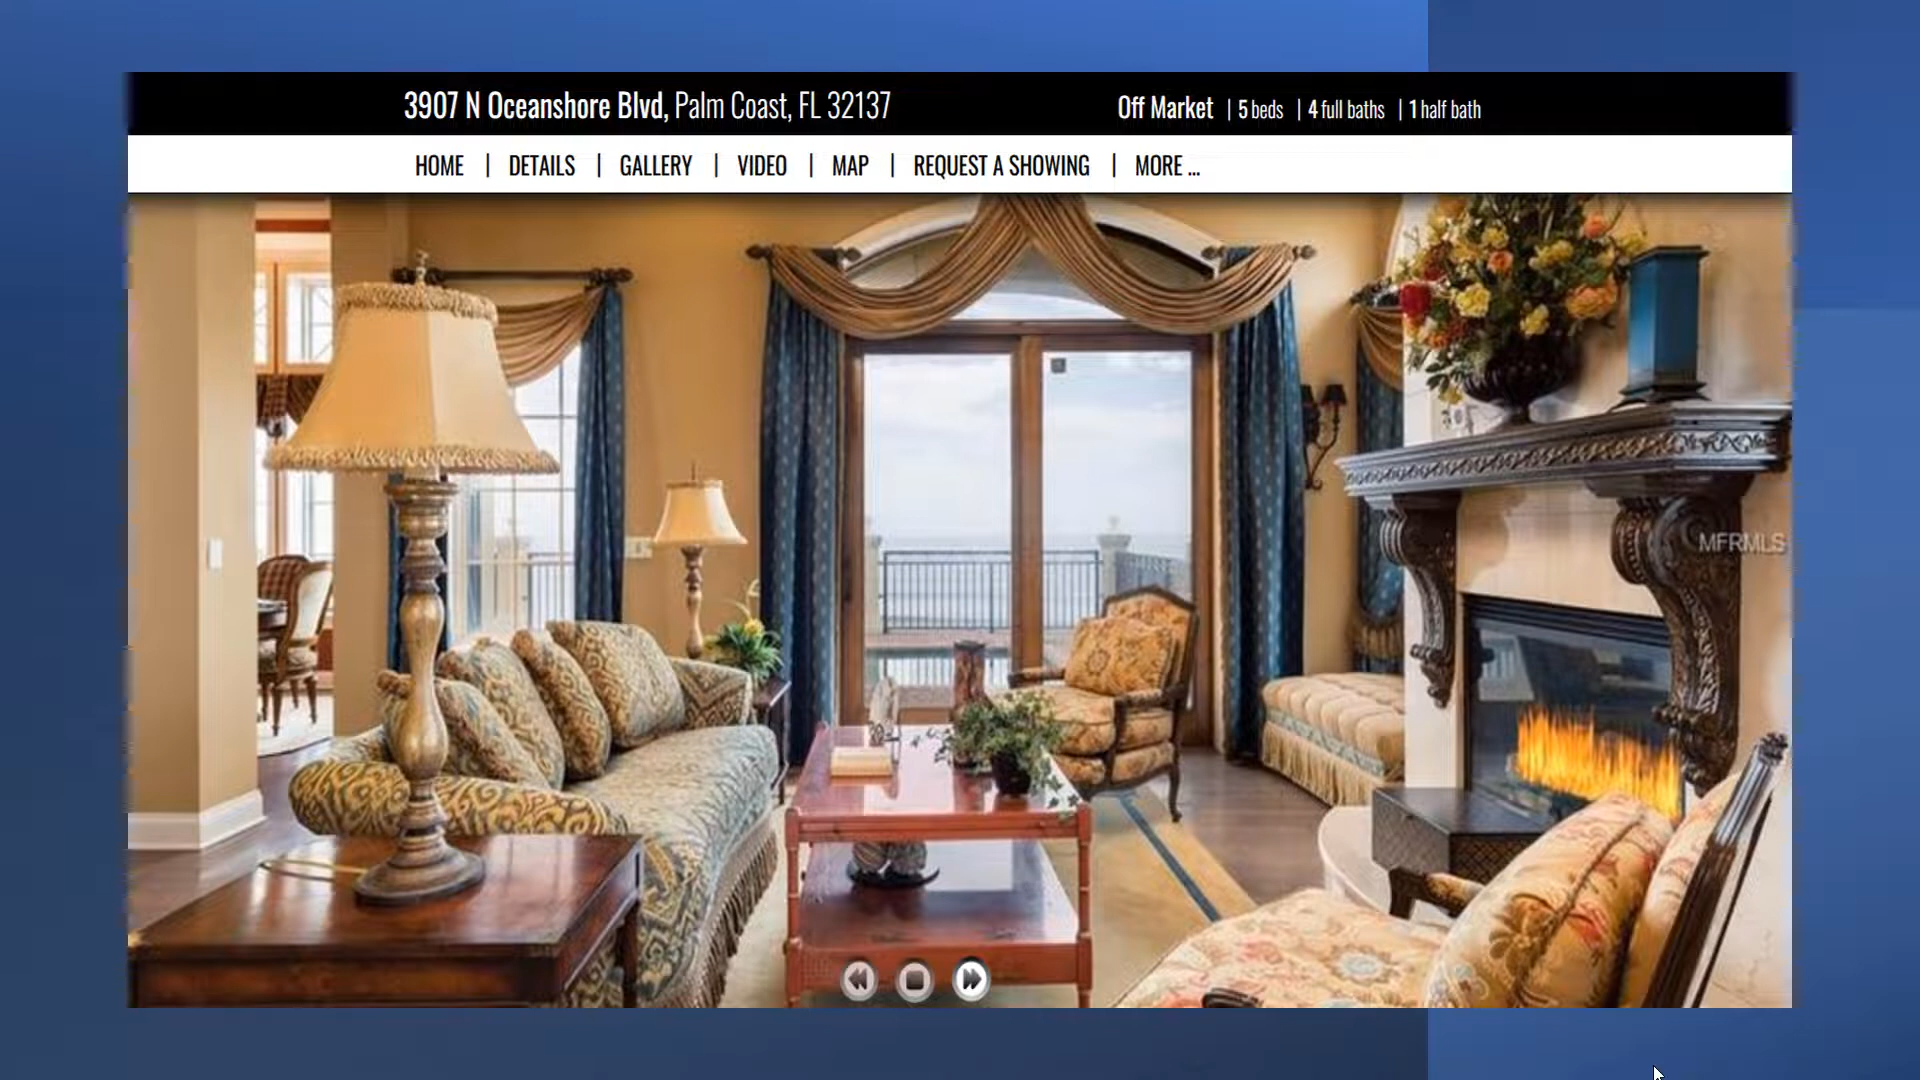 3907 N Oceanshore Blvd, Palm Coast, FL 32137
Off Market | 5 beds | 4 full baths | 1 half bath
HOME | DETAILS | GALLERY | VIDEO | MAP | REQUEST A SHOWING | MORE ...
MFRMLS